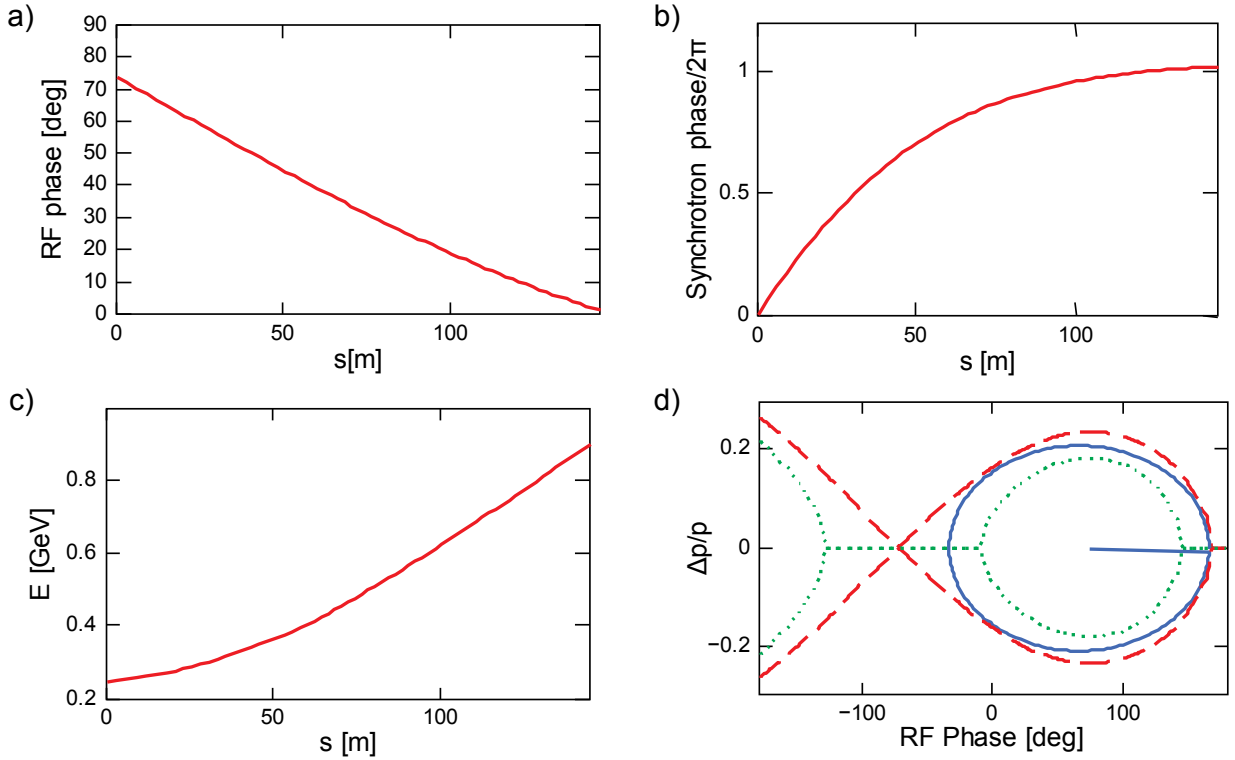 a)
RF phase [deg]
90
80
70
60
50
40
30
20
10
0
0 50 100
s[m]
b)
Synchrotron phase/2π
1
0.5
0
0 50 100
s [m]
c)
E [GeV]
0.8
0.6
0.4
0.2
0 50 100
s [m]
d)
Δp/p
0.2
0
−0.2
−100 0 100
RF Phase [deg]